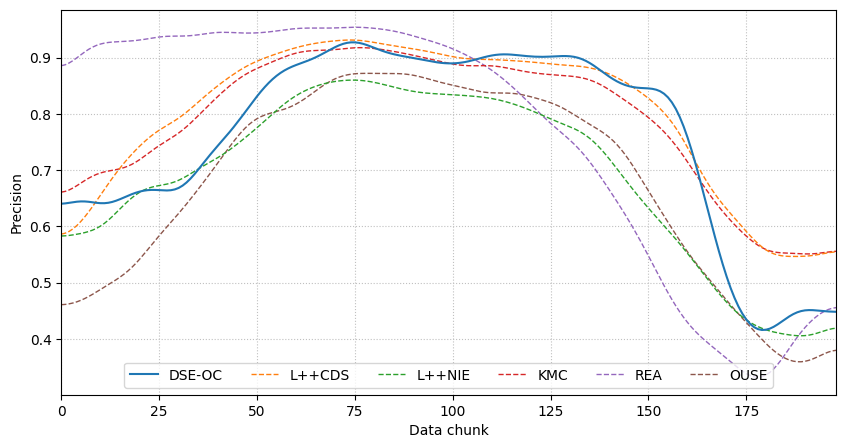 Precision
0.9
0.8
0.7
0.6
0.5
0.4
DSE-OC L++CDS L++NIE KMC REA OUSE
0 25 50 75 100 125 150 175
Data chunk